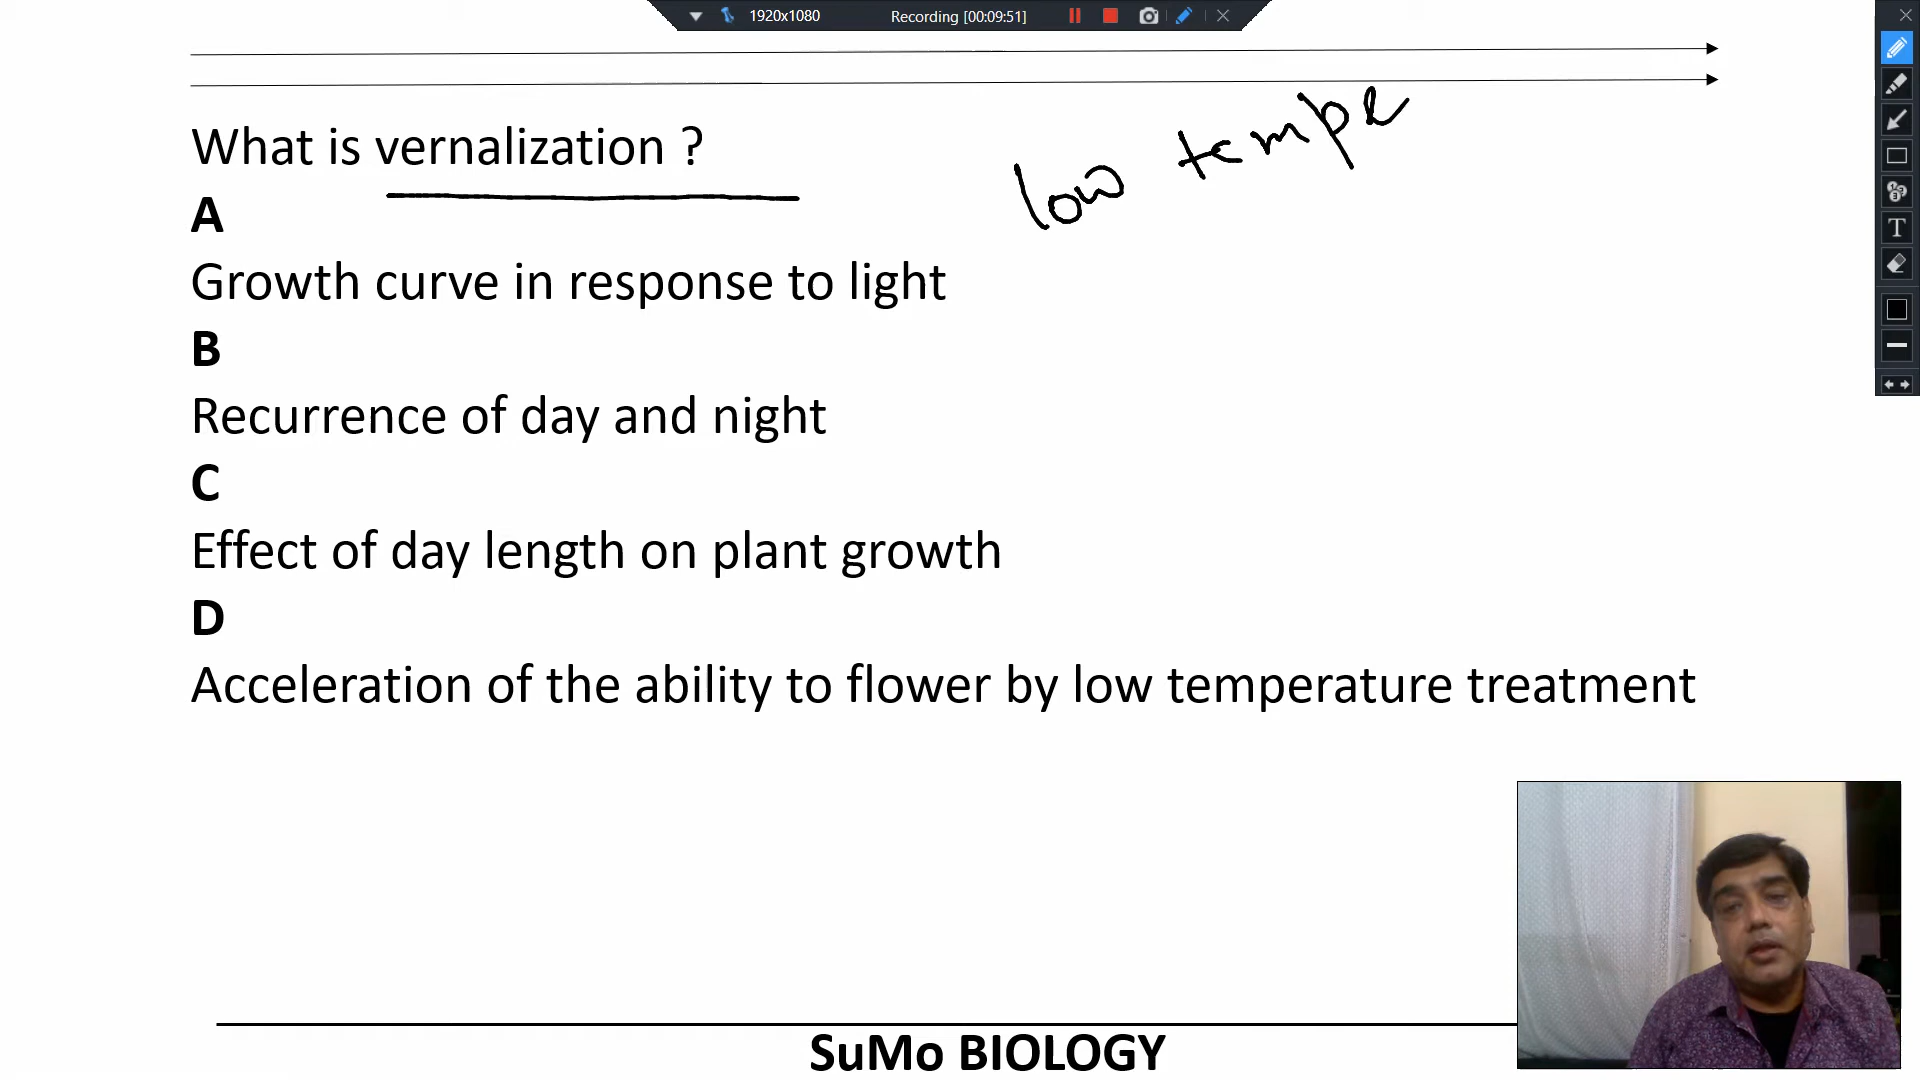 1920x1080 Recording [00:09:51]
What is vernalization ?
low tempe
A
Growth curve in response to light
B
Recurrence of day and night
C
Effect of day length on plant growth
D
Acceleration of the ability to flower by low temperature treatment
SuMo BIOLOGY